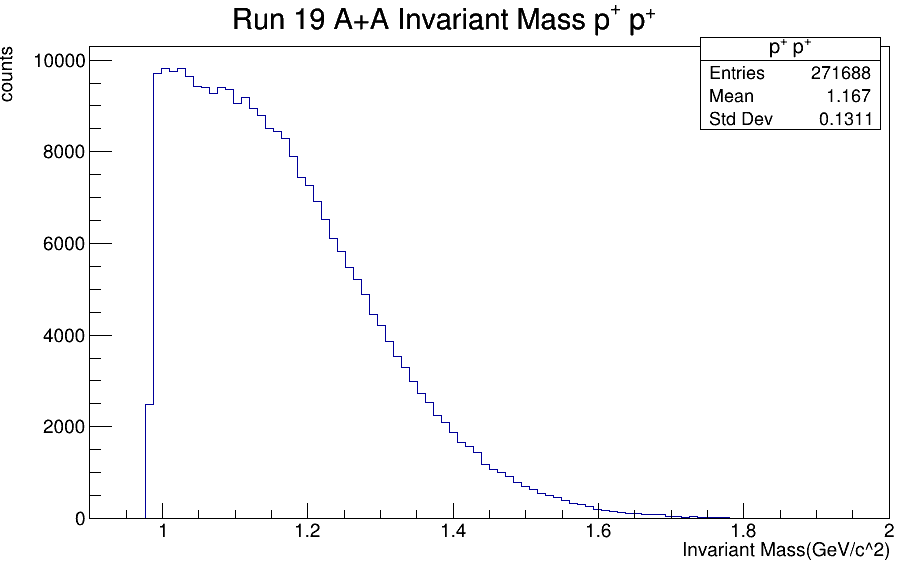 Run 19 A+A Invariant Mass p⁺ p⁺
counts
p⁺ p⁺
Entries 271688
Mean 1.167
Std Dev 0.1311
10000
8000
6000
4000
2000
0
1 1.2 1.4 1.6 1.8 2
Invariant Mass(GeV/c^2)